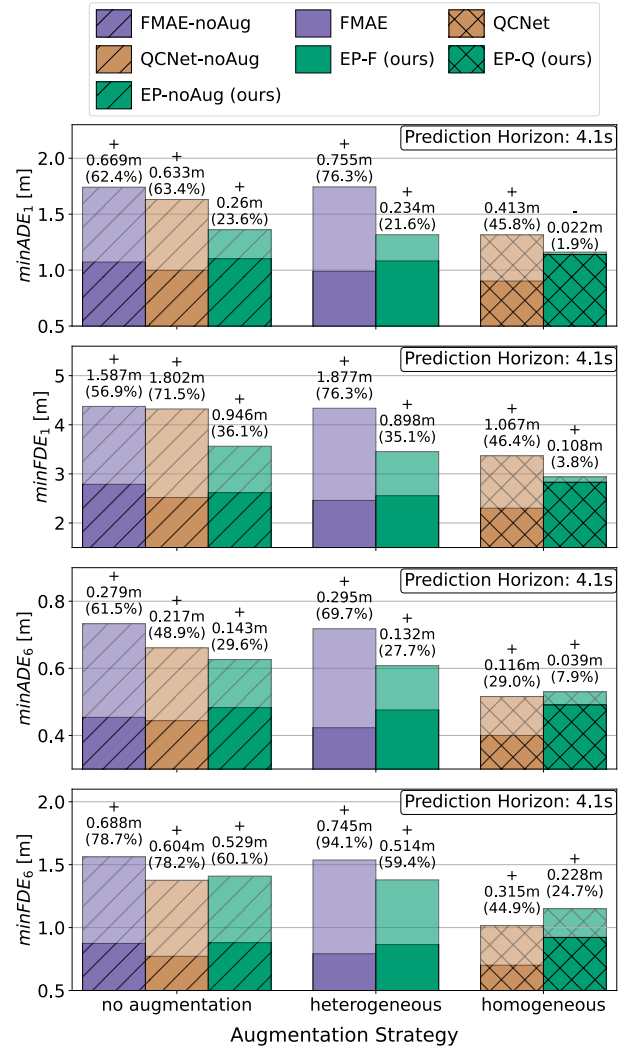 FMAE-noAug
FMAE
QCNet
QCNet-noAug
EP-F (ours)
EP-Q (ours)
EP-noAug (ours)
Prediction Horizon: 4.1s
minADE1 [m]
2.0
1.5
1.0
0.5
+
0.669m
(62.4%)
+
0.633m
(63.4%)
+
0.26m
(23.6%)
+
0.755m
(76.3%)
+
0.234m
(21.6%)
+
0.413m
(45.8%)
-
0.022m
(1.9%)
Prediction Horizon: 4.1s
minFDE1 [m]
5
4
3
2
+
1.587m
(56.9%)
+
1.802m
(71.5%)
+
0.946m
(36.1%)
+
1.877m
(76.3%)
+
0.898m
(35.1%)
+
1.067m
(46.4%)
+
0.108m
(3.8%)
Prediction Horizon: 4.1s
minADE6 [m]
0.8
0.6
0.4
+
0.279m
(61.5%)
+
0.217m
(48.9%)
+
0.143m
(29.6%)
+
0.295m
(69.7%)
+
0.132m
(27.7%)
+
0.116m
(29.0%)
+
0.039m
(7.9%)
Prediction Horizon: 4.1s
minFDE6 [m]
2.0
1.5
1.0
0.5
+
0.688m
(78.7%)
+
0.604m
(78.2%)
+
0.529m
(60.1%)
+
0.745m
(94.1%)
+
0.514m
(59.4%)
+
0.315m
(44.9%)
+
0.228m
(24.7%)
no augmentation
heterogeneous
homogeneous
Augmentation Strategy